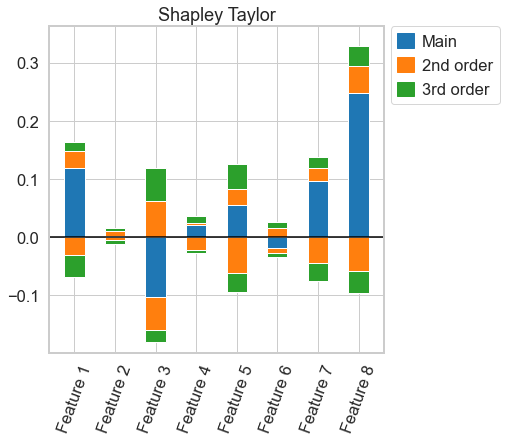 Shapley Taylor
Main
2nd order
3rd order
0.3
0.2
0.1
0.0
−0.1
Feature 1
Feature 2
Feature 3
Feature 4
Feature 5
Feature 6
Feature 7
Feature 8